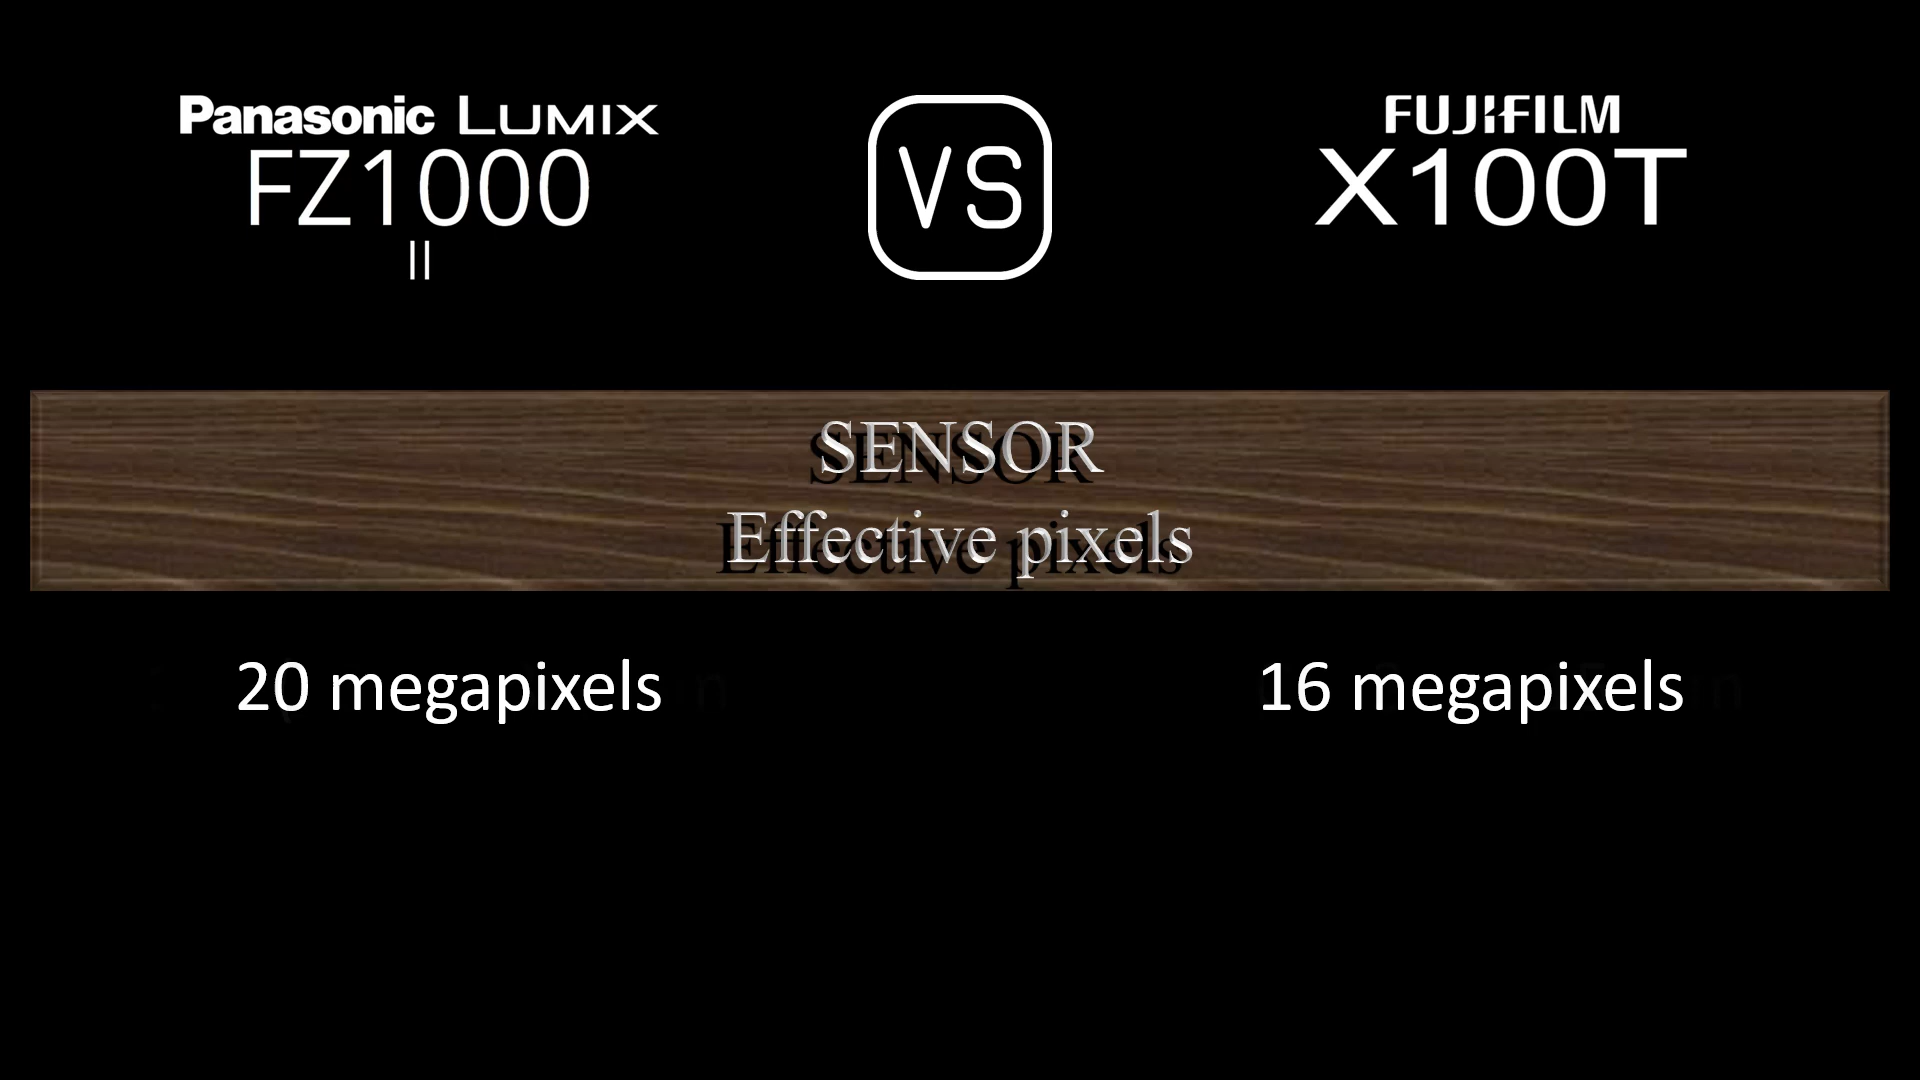 Panasonic LUMIX
FZ1000
II
VS
FUJIFILM
X100T
SENSOR
Effective pixels
20 megapixels
16 megapixels